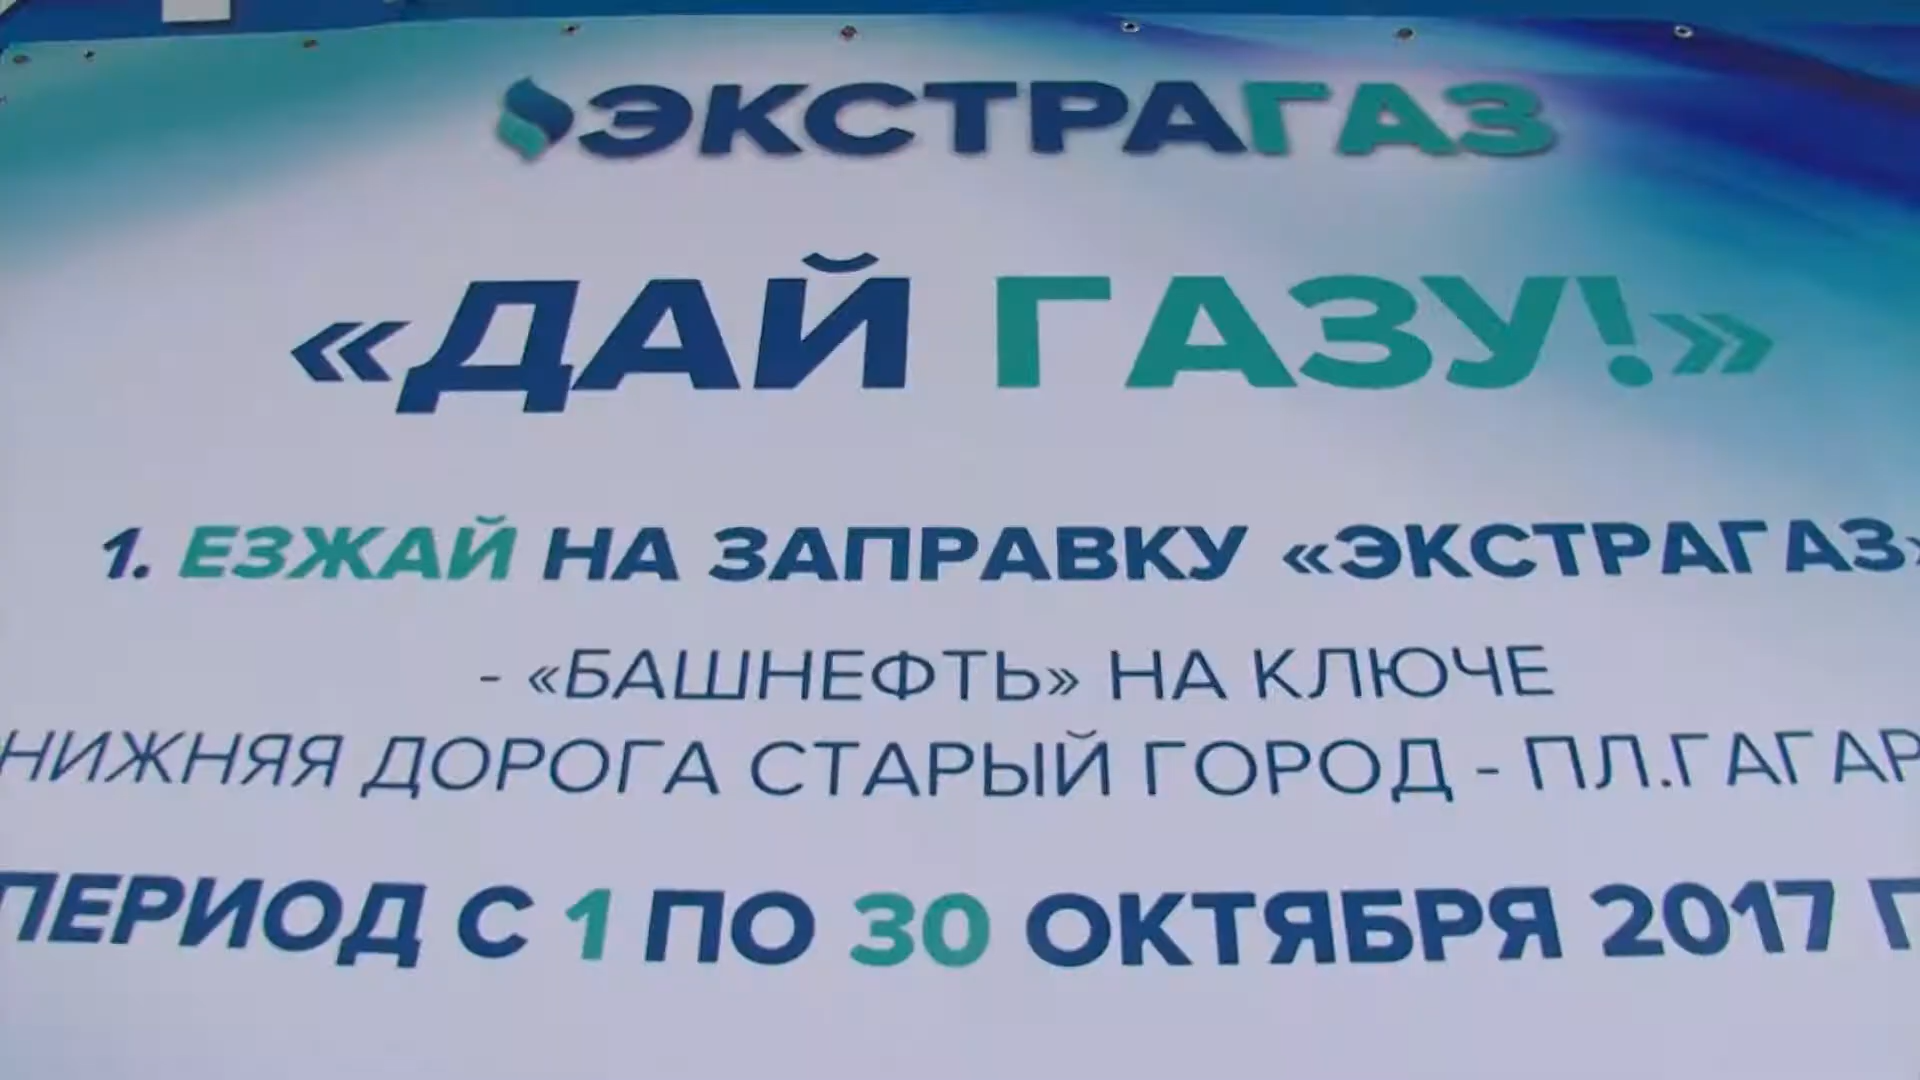 ЭКСТРАГАЗ
«ДАЙ ГАЗУ!»
1. ЕЗЖАЙ НА ЗАПРАВКУ «ЭКСТРАГАЗ»
- «БАШНЕФТЬ» НА КЛЮЧЕ
НИЖНЯЯ ДОРОГА СТАРЫЙ ГОРОД - ПЛ.ГАГАР
ПЕРИОД С 1 ПО 30 ОКТЯБРЯ 2017 Г